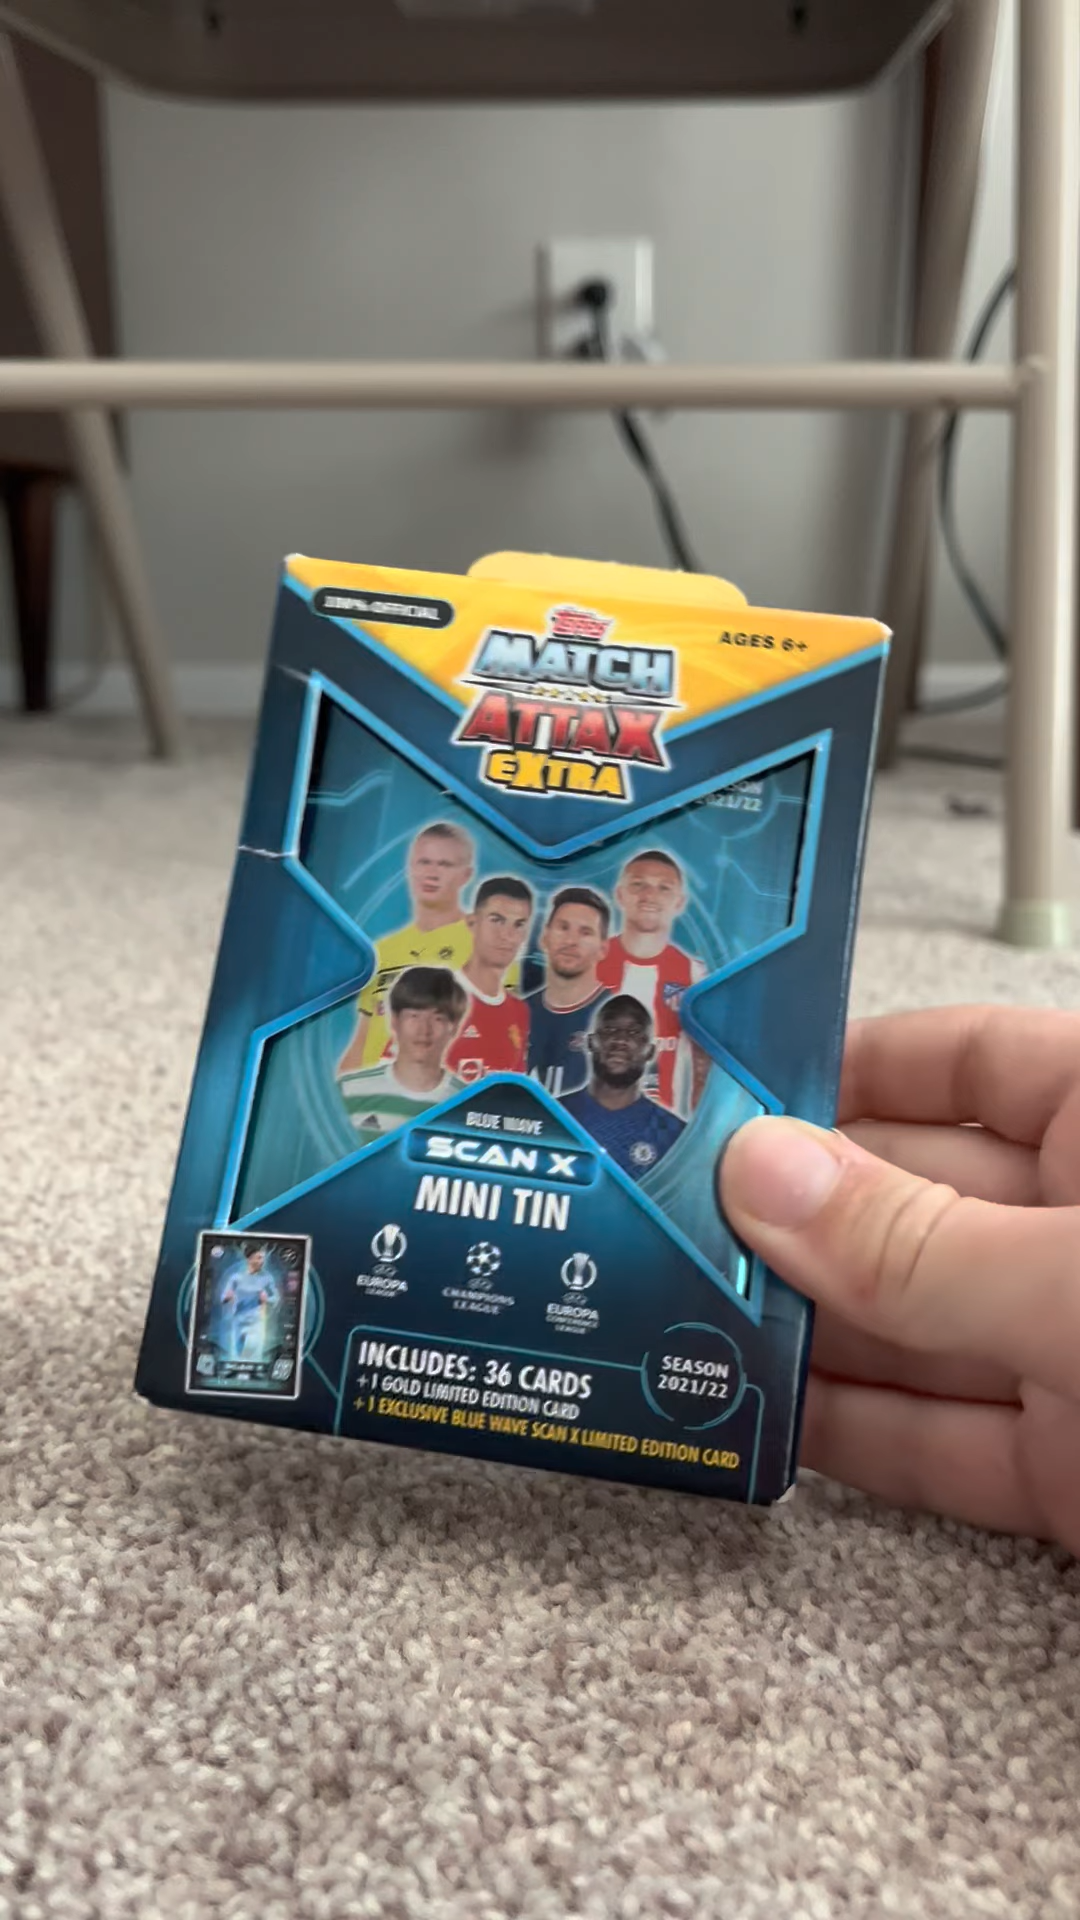 100% OFFICIAL
TOPPS
MATCH
ATTAX
EXTRA
AGES 6+
2021/22
BLUE WAVE
SCAN X
MINI TIN
EUROPA
LEAGUE
CHAMPIONS
LEAGUE
EUROPA
CONFERENCE
LEAGUE
INCLUDES: 36 CARDS
+ 1 GOLD LIMITED EDITION CARD
+ 1 EXCLUSIVE BLUE WAVE SCAN X LIMITED EDITION CARD
SEASON
2021/22